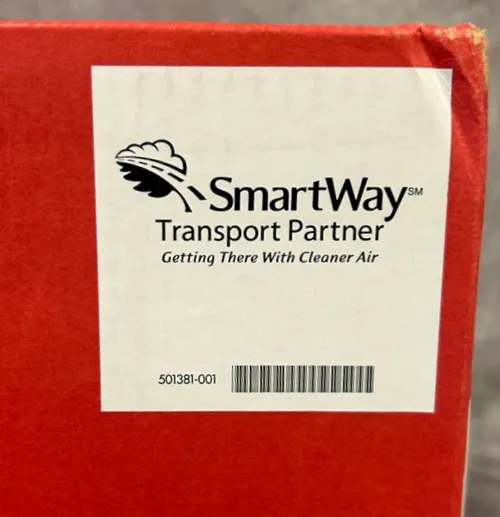 SmartWay℠
Transport Partner
Getting There With Cleaner Air
501381-001